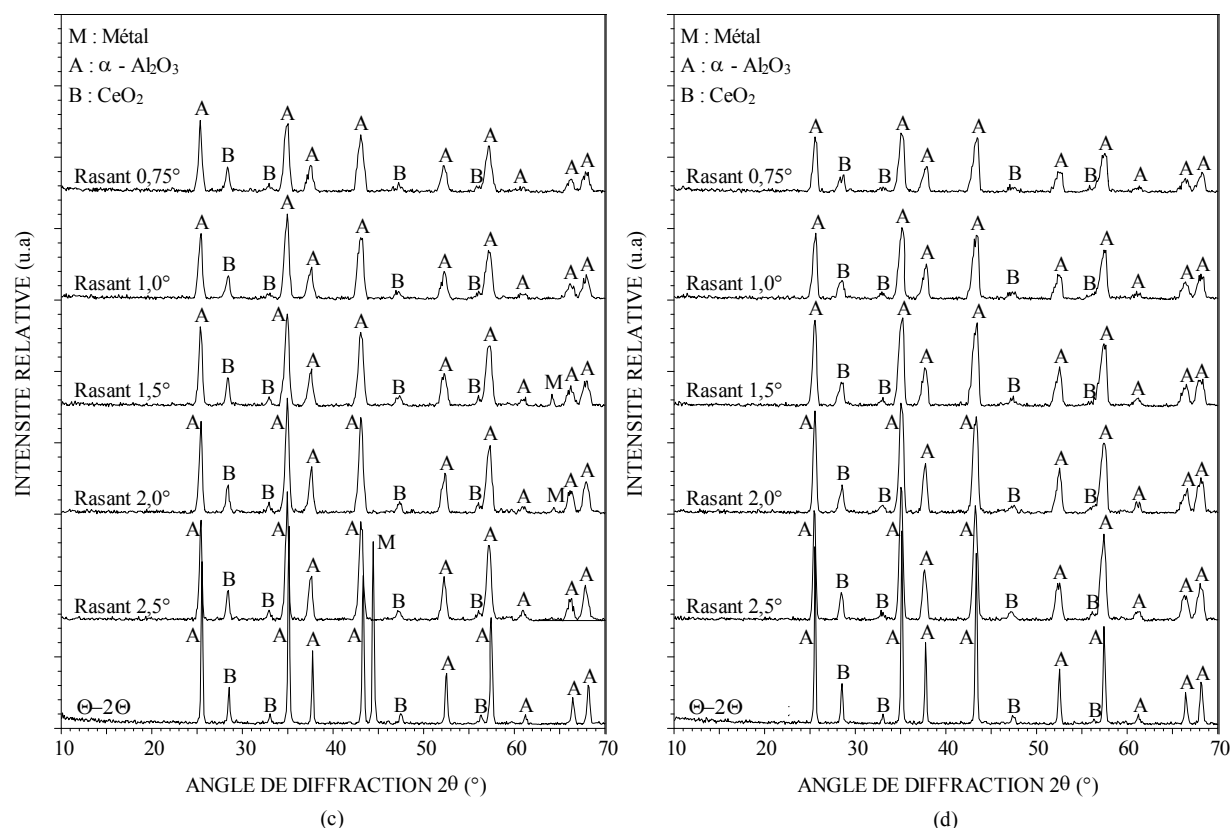 M : Métal
A : α - Al₂O₃
B : CeO₂
A B B A A A B A B A A A A
Rasant 0,75°
A B B A A A B A B A A A A
Rasant 1,0°
A B B A A A B A B A A M A A
Rasant 1,5°
A B B A A A B A B A A M A A
Rasant 2,0°
A B B A A A M B A B A A A A
Rasant 2,5°
A B B A A A B A B A A A A
Θ–2Θ
10 20 30 40 50 60 70
ANGLE DE DIFFRACTION 2θ (°)
INTENSITE RELATIVE (u.a)
(c)
M : Métal
A : α - Al₂O₃
B : CeO₂
A B B A A A B A B A A A A
Rasant 0,75°
A B B A A A B A B A A A A
Rasant 1,0°
A B B A A A B A B A A A A
Rasant 1,5°
A B B A A A B A B A A A A
Rasant 2,0°
A B B A A A B A B A A A A
Rasant 2,5°
A B B A A A B A B A A A A
Θ–2Θ
10 20 30 40 50 60 70
ANGLE DE DIFFRACTION 2θ (°)
INTENSITE RELATIVE (u.a)
(d)